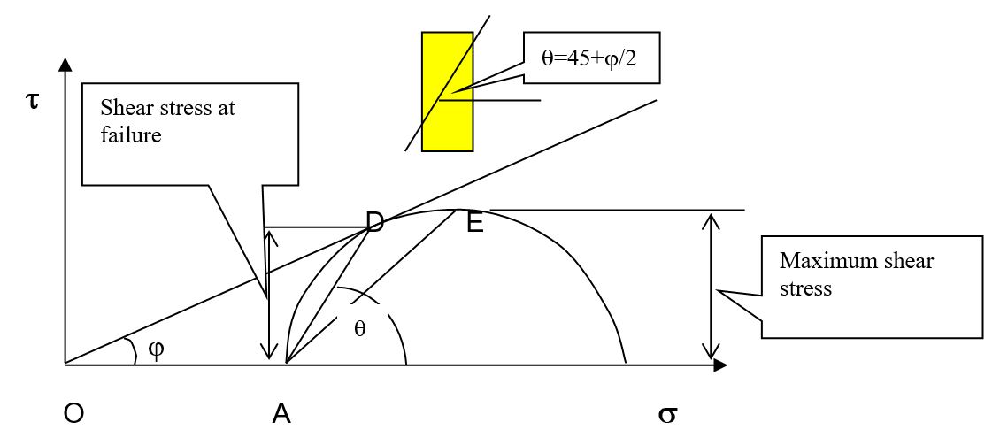 θ=45+φ/2
τ
Shear stress at
failure
D
E
Maximum shear
stress
θ
φ
O
A
σ